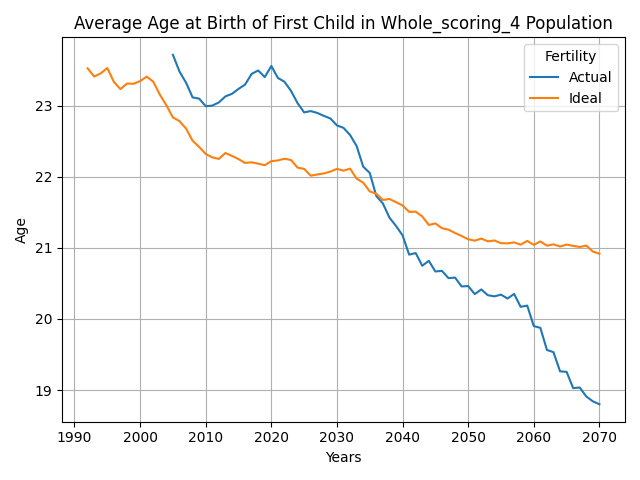 Average Age at Birth of First Child in Whole_scoring_4 Population
Fertility
Actual
Ideal
Age
23
22
21
20
19
1990 2000 2010 2020 2030 2040 2050 2060 2070
Years